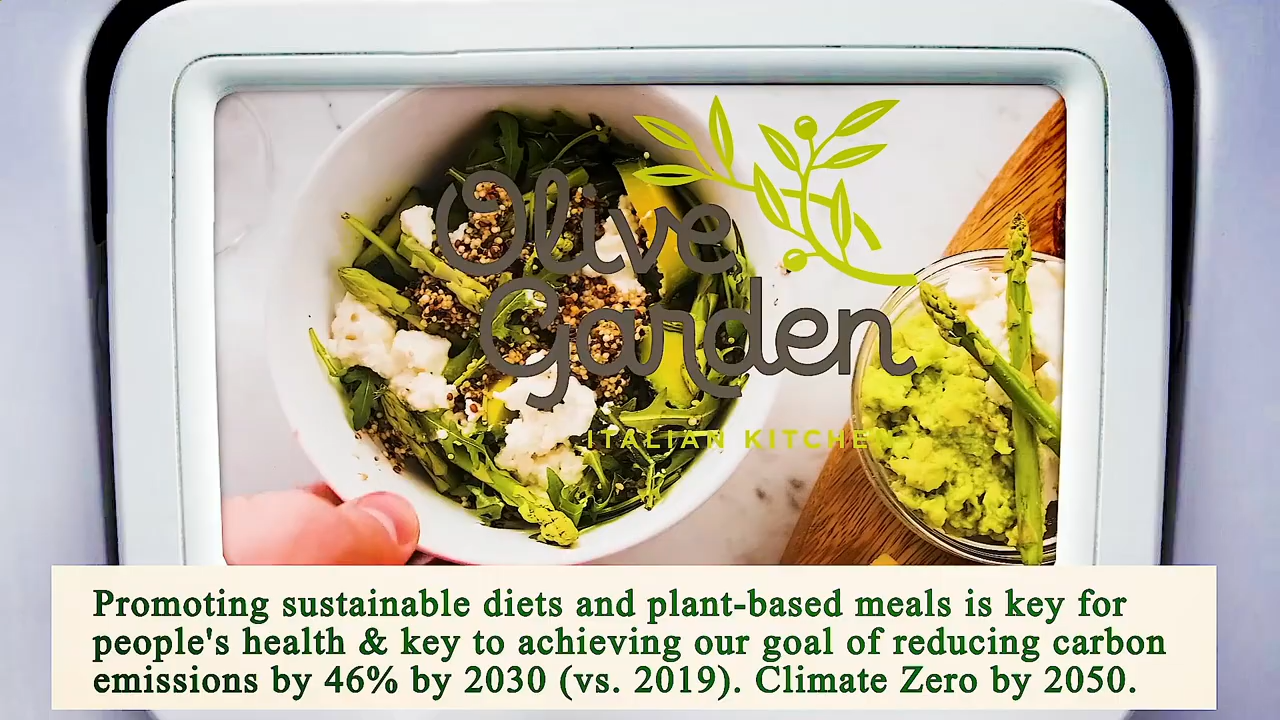 Olive
Garden
ITALIAN KITCHEN
Promoting sustainable diets and plant-based meals is key for
people's health & key to achieving our goal of reducing carbon
emissions by 46% by 2030 (vs. 2019). Climate Zero by 2050.